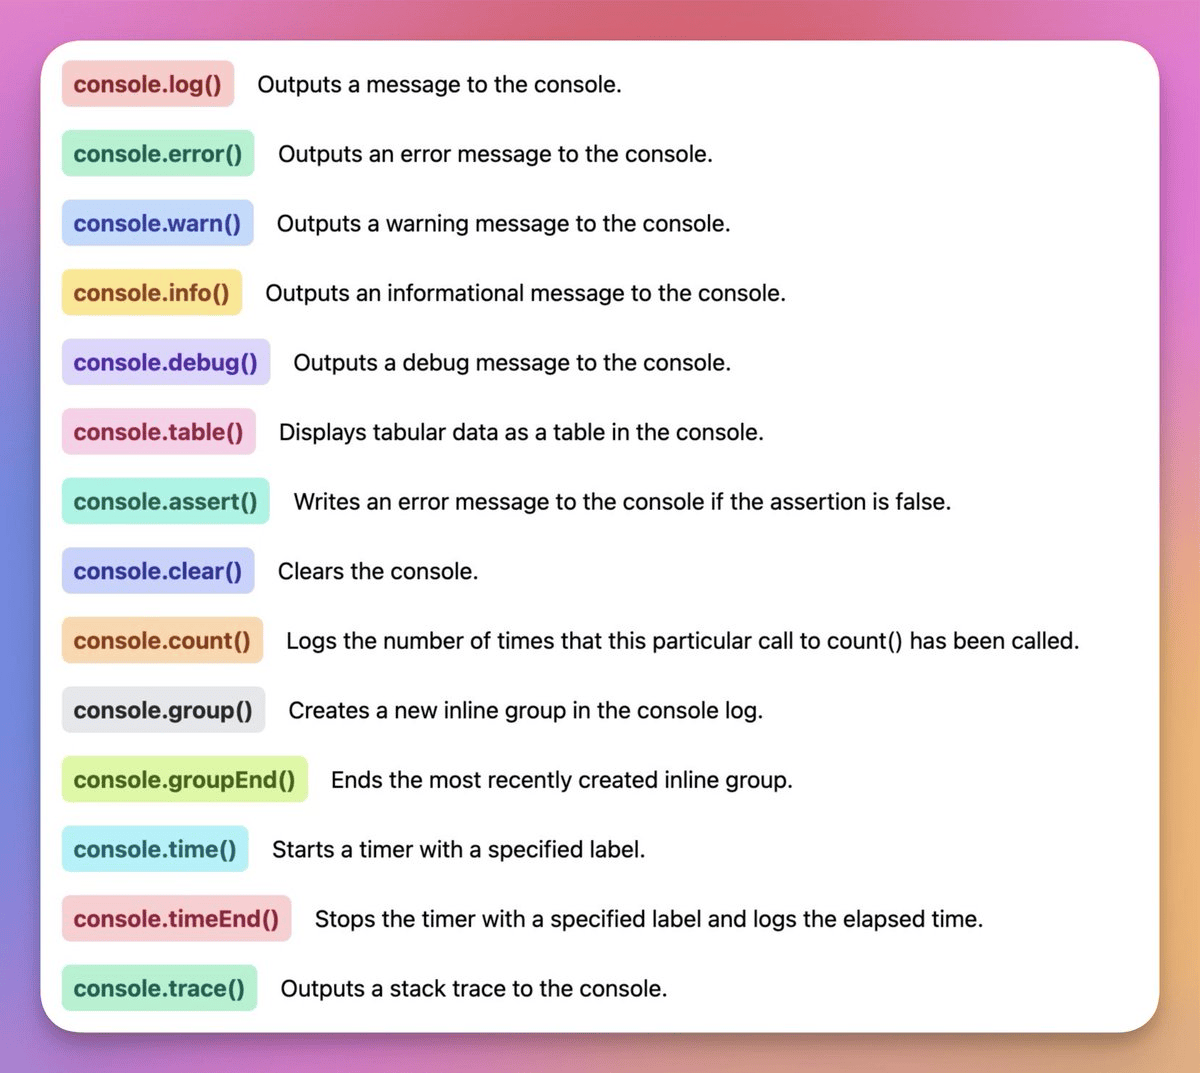 console.log() Outputs a message to the console.
console.error() Outputs an error message to the console.
console.warn() Outputs a warning message to the console.
console.info() Outputs an informational message to the console.
console.debug() Outputs a debug message to the console.
console.table() Displays tabular data as a table in the console.
console.assert() Writes an error message to the console if the assertion is false.
console.clear() Clears the console.
console.count() Logs the number of times that this particular call to count() has been called.
console.group() Creates a new inline group in the console log.
console.groupEnd() Ends the most recently created inline group.
console.time() Starts a timer with a specified label.
console.timeEnd() Stops the timer with a specified label and logs the elapsed time.
console.trace() Outputs a stack trace to the console.